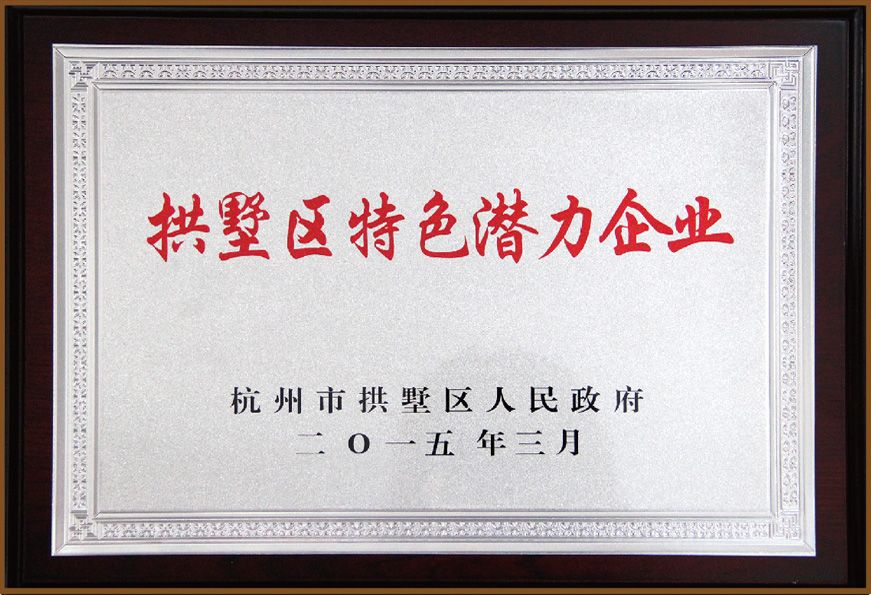 拱墅区特色潜力企业
杭州市拱墅区人民政府
二〇一五年三月